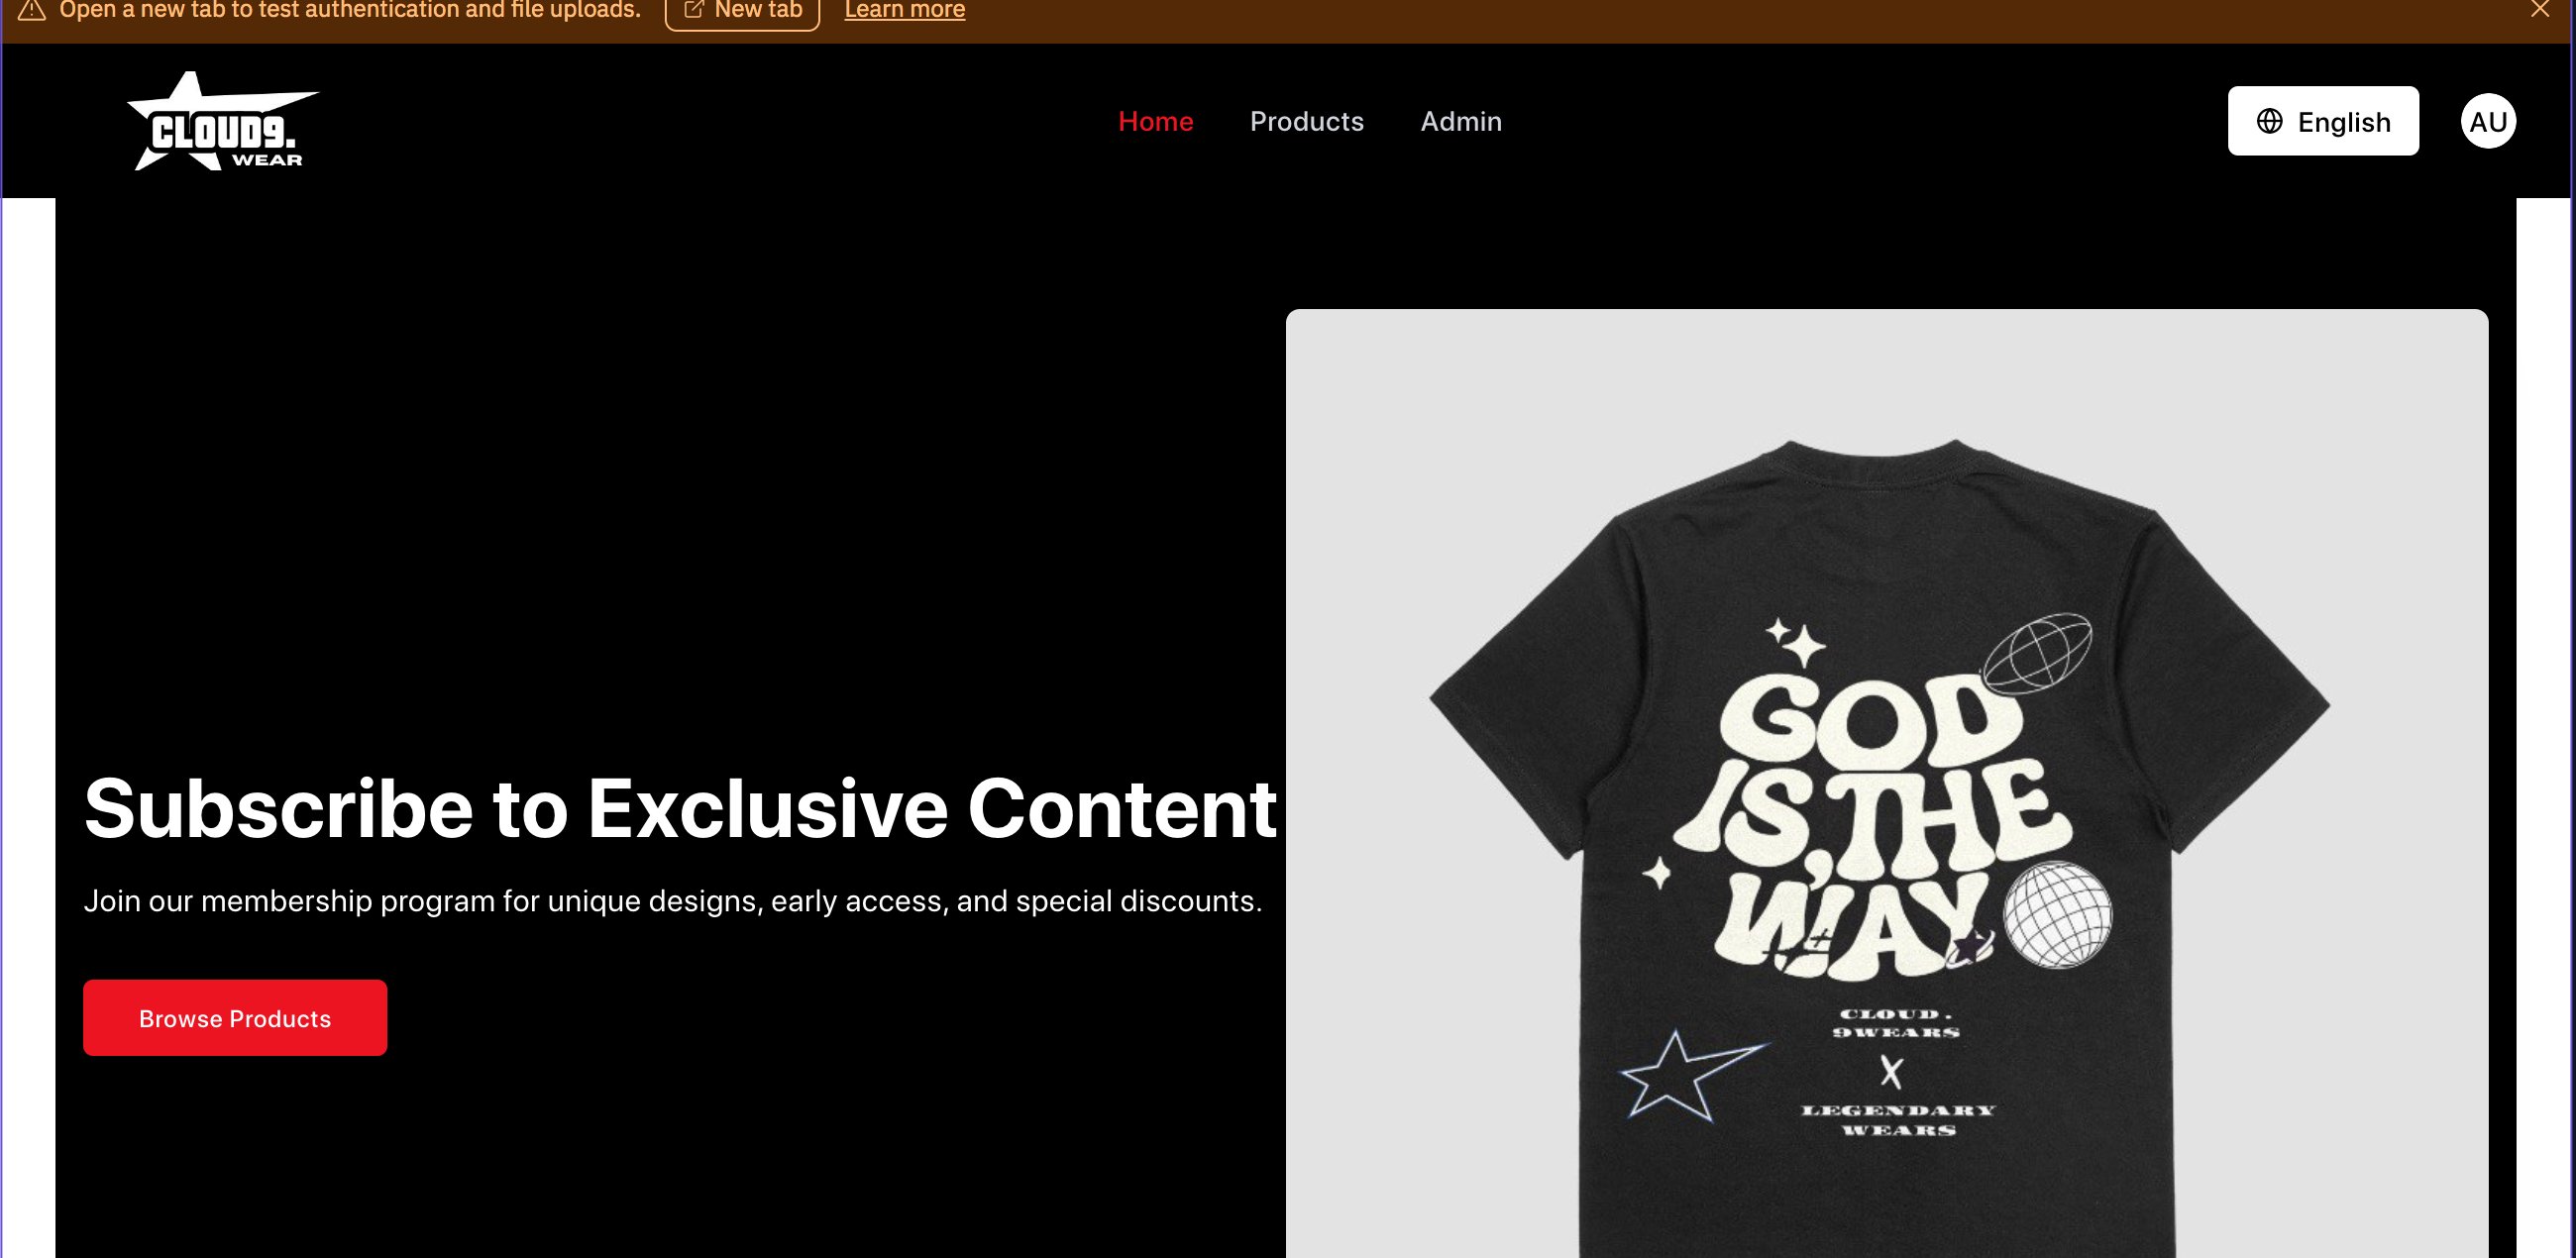 Open a new tab to test authentication and file uploads. New tab Learn more
CLOUD9.
WEAR
Home Products Admin
English AU
GOD
IS, THE
WAY
CLOUD.
9WEARS
X
LEGENDARY
WEARS
Subscribe to Exclusive Content
Join our membership program for unique designs, early access, and special discounts.
Browse Products